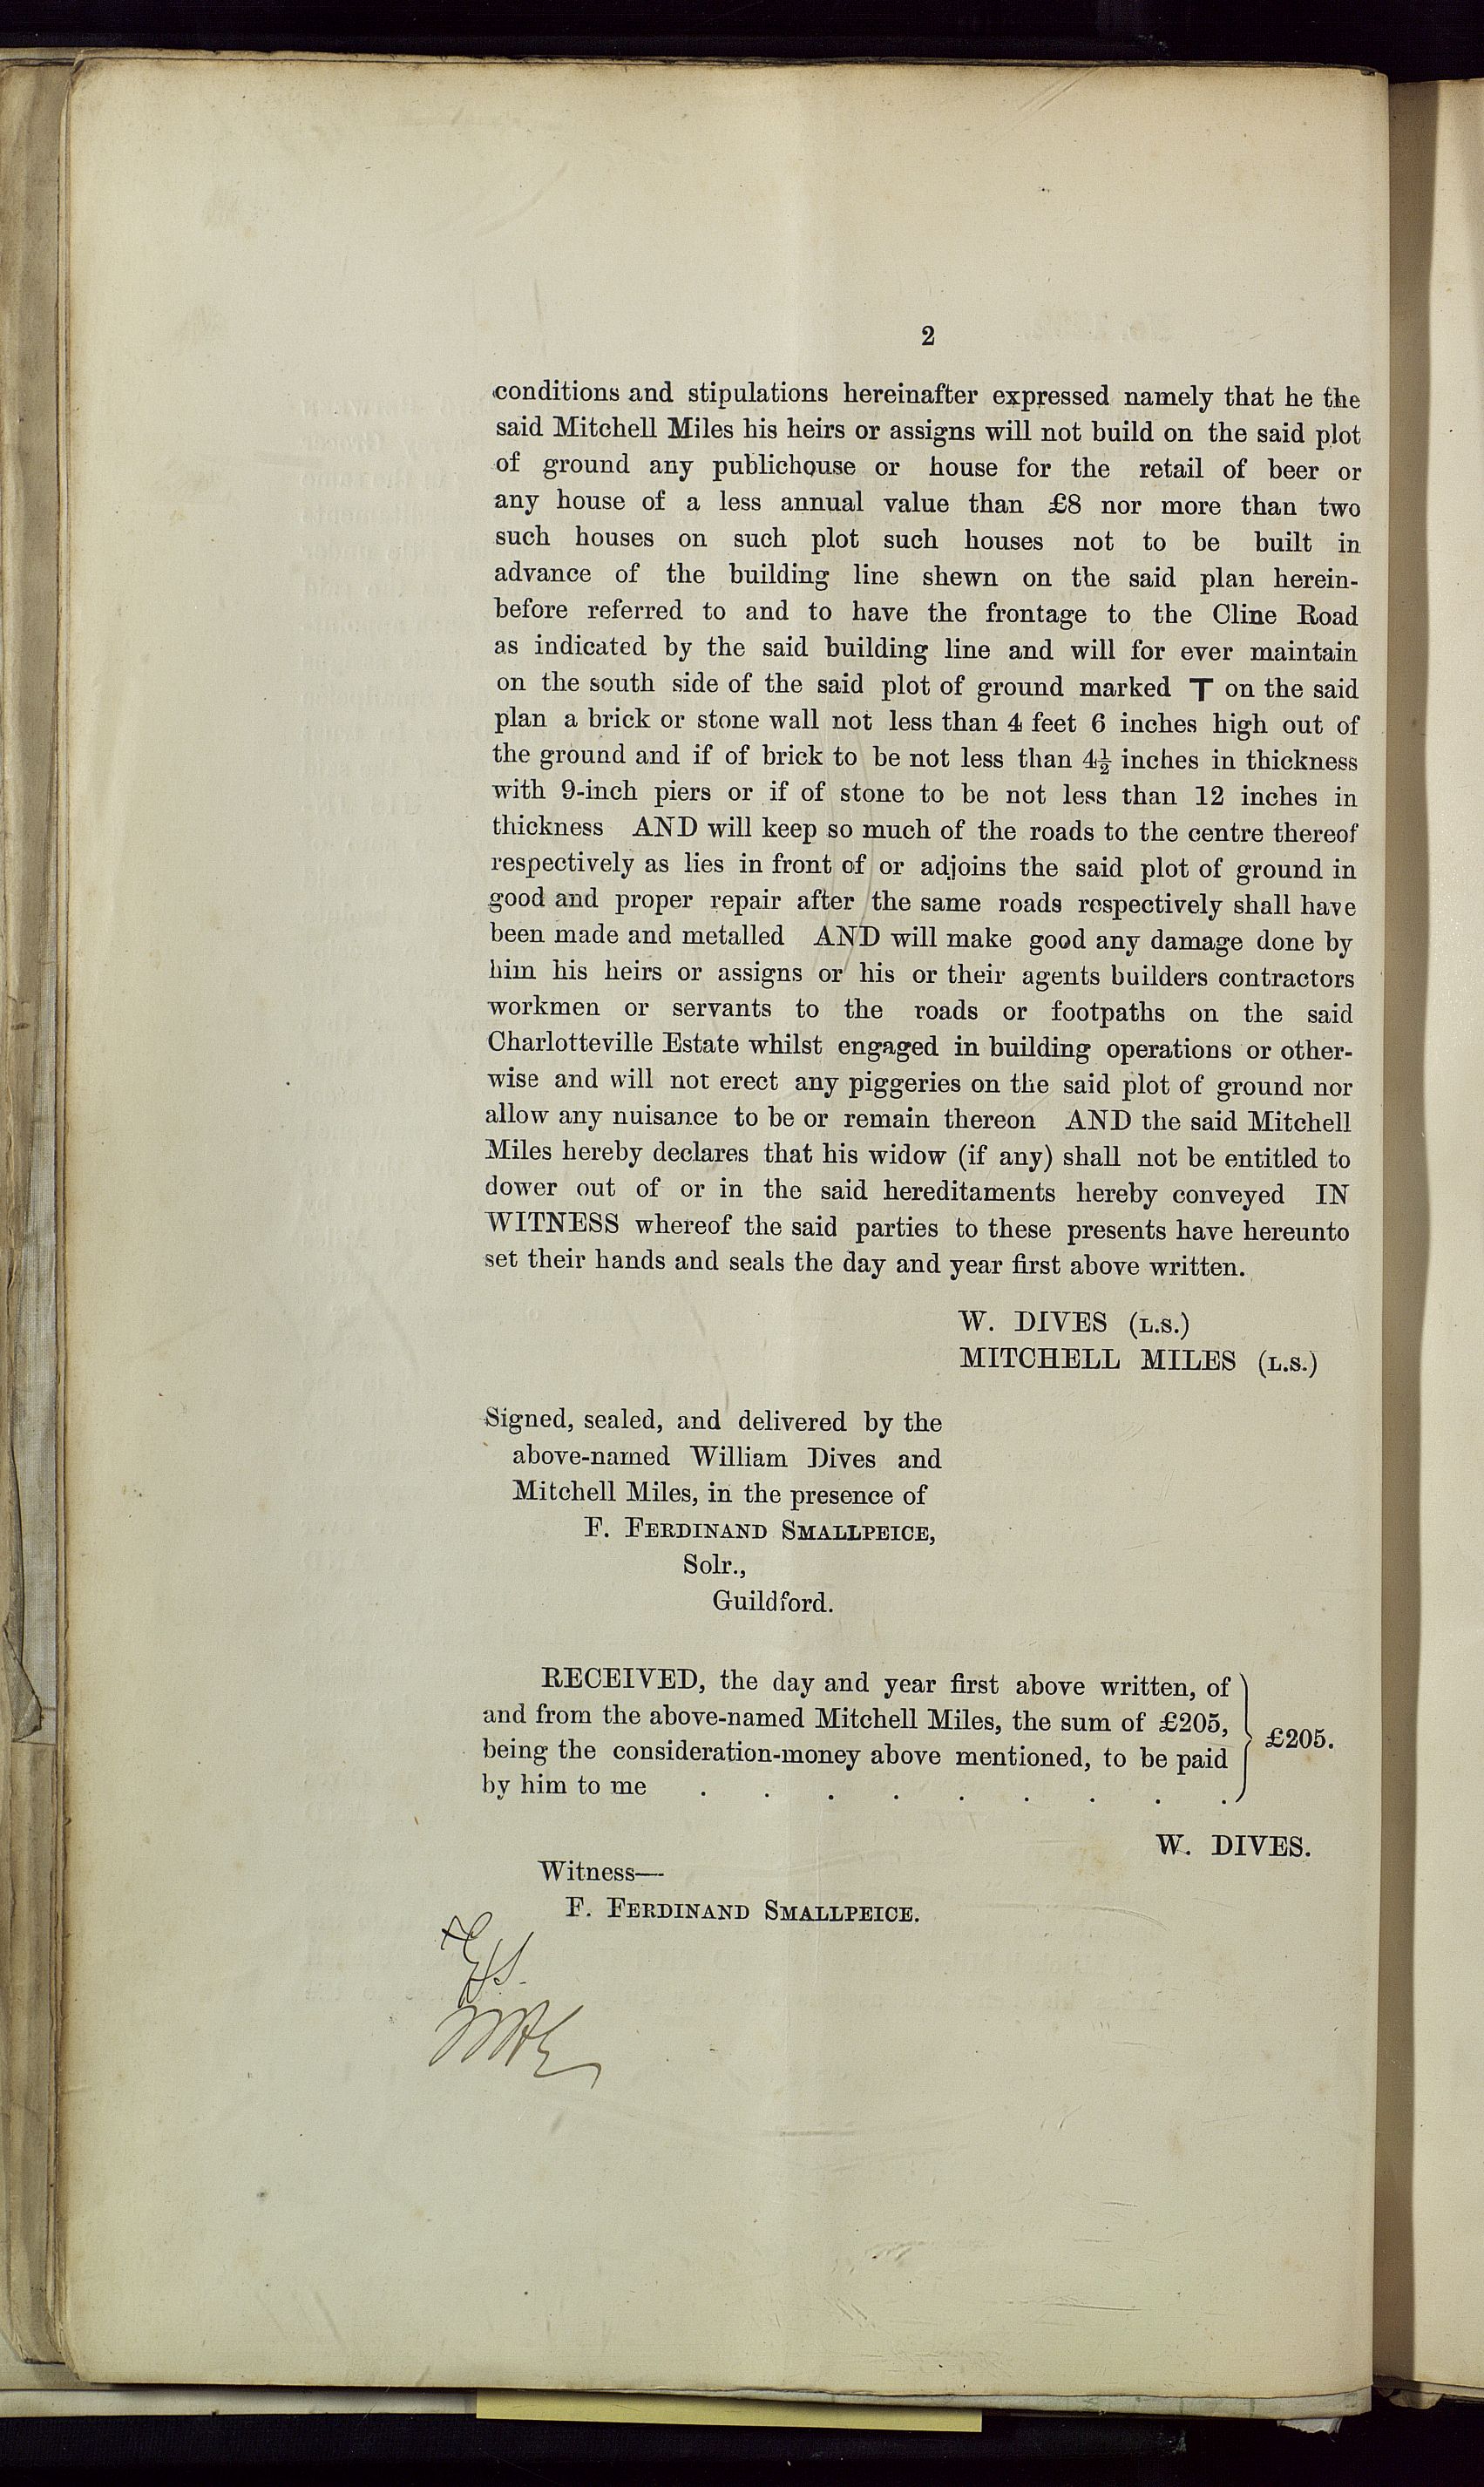 2
conditions and stipulations hereinafter expressed namely that he the
said Mitchell Miles his heirs or assigns will not build on the said plot
of ground any publichouse or house for the retail of beer or
any house of a less annual value than £8 nor more than two
such houses on such plot such houses not to be built in
advance of the building line shewn on the said plan herein-
before referred to and to have the frontage to the Cline Road
as indicated by the said building line and will for ever maintain
on the south side of the said plot of ground marked T on the said
plan a brick or stone wall not less than 4 feet 6 inches high out of
the ground and if of brick to be not less than 4½ inches in thickness
with 9-inch piers or if of stone to be not less than 12 inches in
thickness AND will keep so much of the roads to the centre thereof
respectively as lies in front of or adjoins the said plot of ground in
good and proper repair after the same roads respectively shall have
been made and metalled AND will make good any damage done by
him his heirs or assigns or his or their agents builders contractors
workmen or servants to the roads or footpaths on the said
Charlotteville Estate whilst engaged in building operations or other-
wise and will not erect any piggeries on the said plot of ground nor
allow any nuisance to be or remain thereon AND the said Mitchell
Miles hereby declares that his widow (if any) shall not be entitled to
dower out of or in the said hereditaments hereby conveyed IN
WITNESS whereof the said parties to these presents have hereunto
set their hands and seals the day and year first above written.
W. DIVES (L.S.)
MITCHELL MILES (L.S.)
Signed, sealed, and delivered by the
above-named William Dives and
Mitchell Miles, in the presence of
F. FERDINAND SMALLPEICE,
Solr.,
Guildford.
RECEIVED, the day and year first above written, of
and from the above-named Mitchell Miles, the sum of £205,
being the consideration-money above mentioned, to be paid
by him to me . . . . . . . . .
£205.
W. DIVES.
Witness—
F. FERDINAND SMALLPEICE.